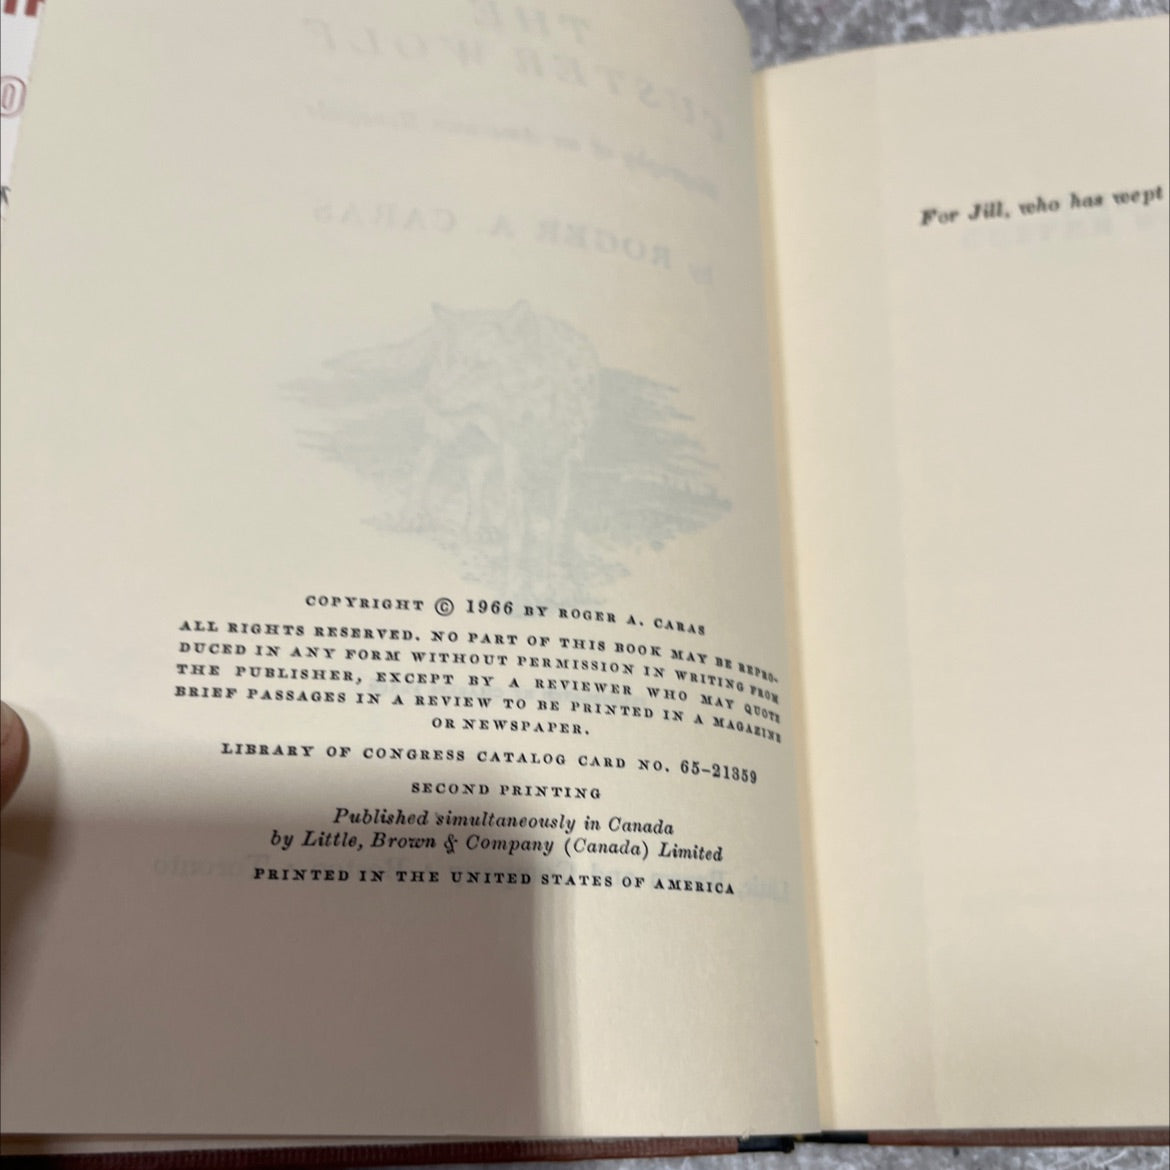 COPYRIGHT © 1966 BY ROGER A. CARAS
ALL RIGHTS RESERVED. NO PART OF THIS BOOK MAY BE REPRO-
DUCED IN ANY FORM WITHOUT PERMISSION IN WRITING FROM
THE PUBLISHER, EXCEPT BY A REVIEWER WHO MAY QUOTE
BRIEF PASSAGES IN A REVIEW TO BE PRINTED IN A MAGAZINE
OR NEWSPAPER.
LIBRARY OF CONGRESS CATALOG CARD NO. 65-21359
SECOND PRINTING
Published simultaneously in Canada
by Little, Brown & Company (Canada) Limited
PRINTED IN THE UNITED STATES OF AMERICA
For Jill, who has wept